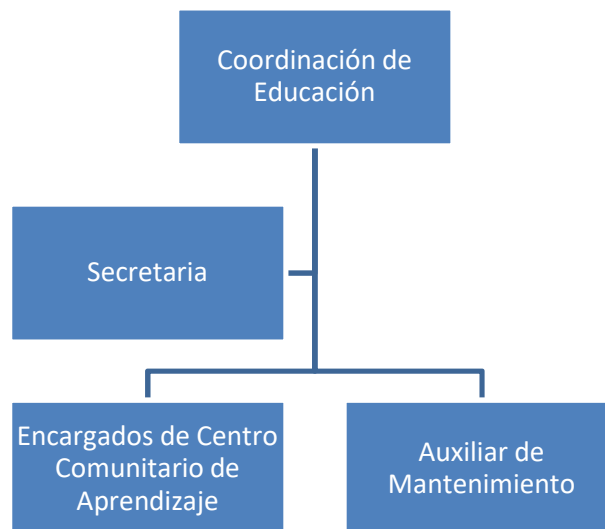 Coordinación de
Educación
Secretaria
Encargados de Centro
Comunitario de
Aprendizaje
Auxiliar de
Mantenimiento